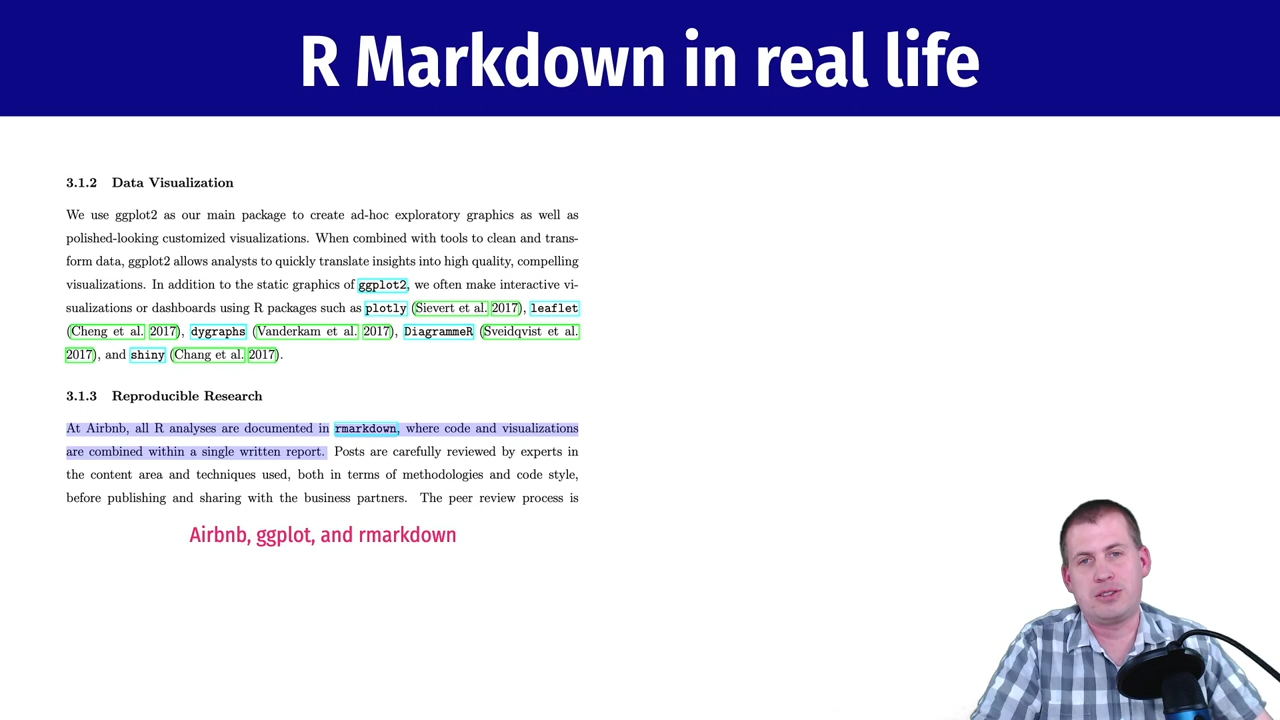 R Markdown in real life
3.1.2 Data Visualization
We use ggplot2 as our main package to create ad-hoc exploratory graphics as well as
polished-looking customized visualizations. When combined with tools to clean and trans-
form data, ggplot2 allows analysts to quickly translate insights into high quality, compelling
visualizations. In addition to the static graphics of ggplot2, we often make interactive vi-
sualizations or dashboards using R packages such as plotly (Sievert et al. 2017), leaflet
(Cheng et al. 2017), dygraphs (Vanderkam et al. 2017), DiagrammeR (Sveidqvist et al.
2017), and shiny (Chang et al. 2017).
3.1.3 Reproducible Research
At Airbnb, all R analyses are documented in rmarkdown, where code and visualizations
are combined within a single written report. Posts are carefully reviewed by experts in
the content area and techniques used, both in terms of methodologies and code style,
before publishing and sharing with the business partners. The peer review process is
Airbnb, ggplot, and rmarkdown